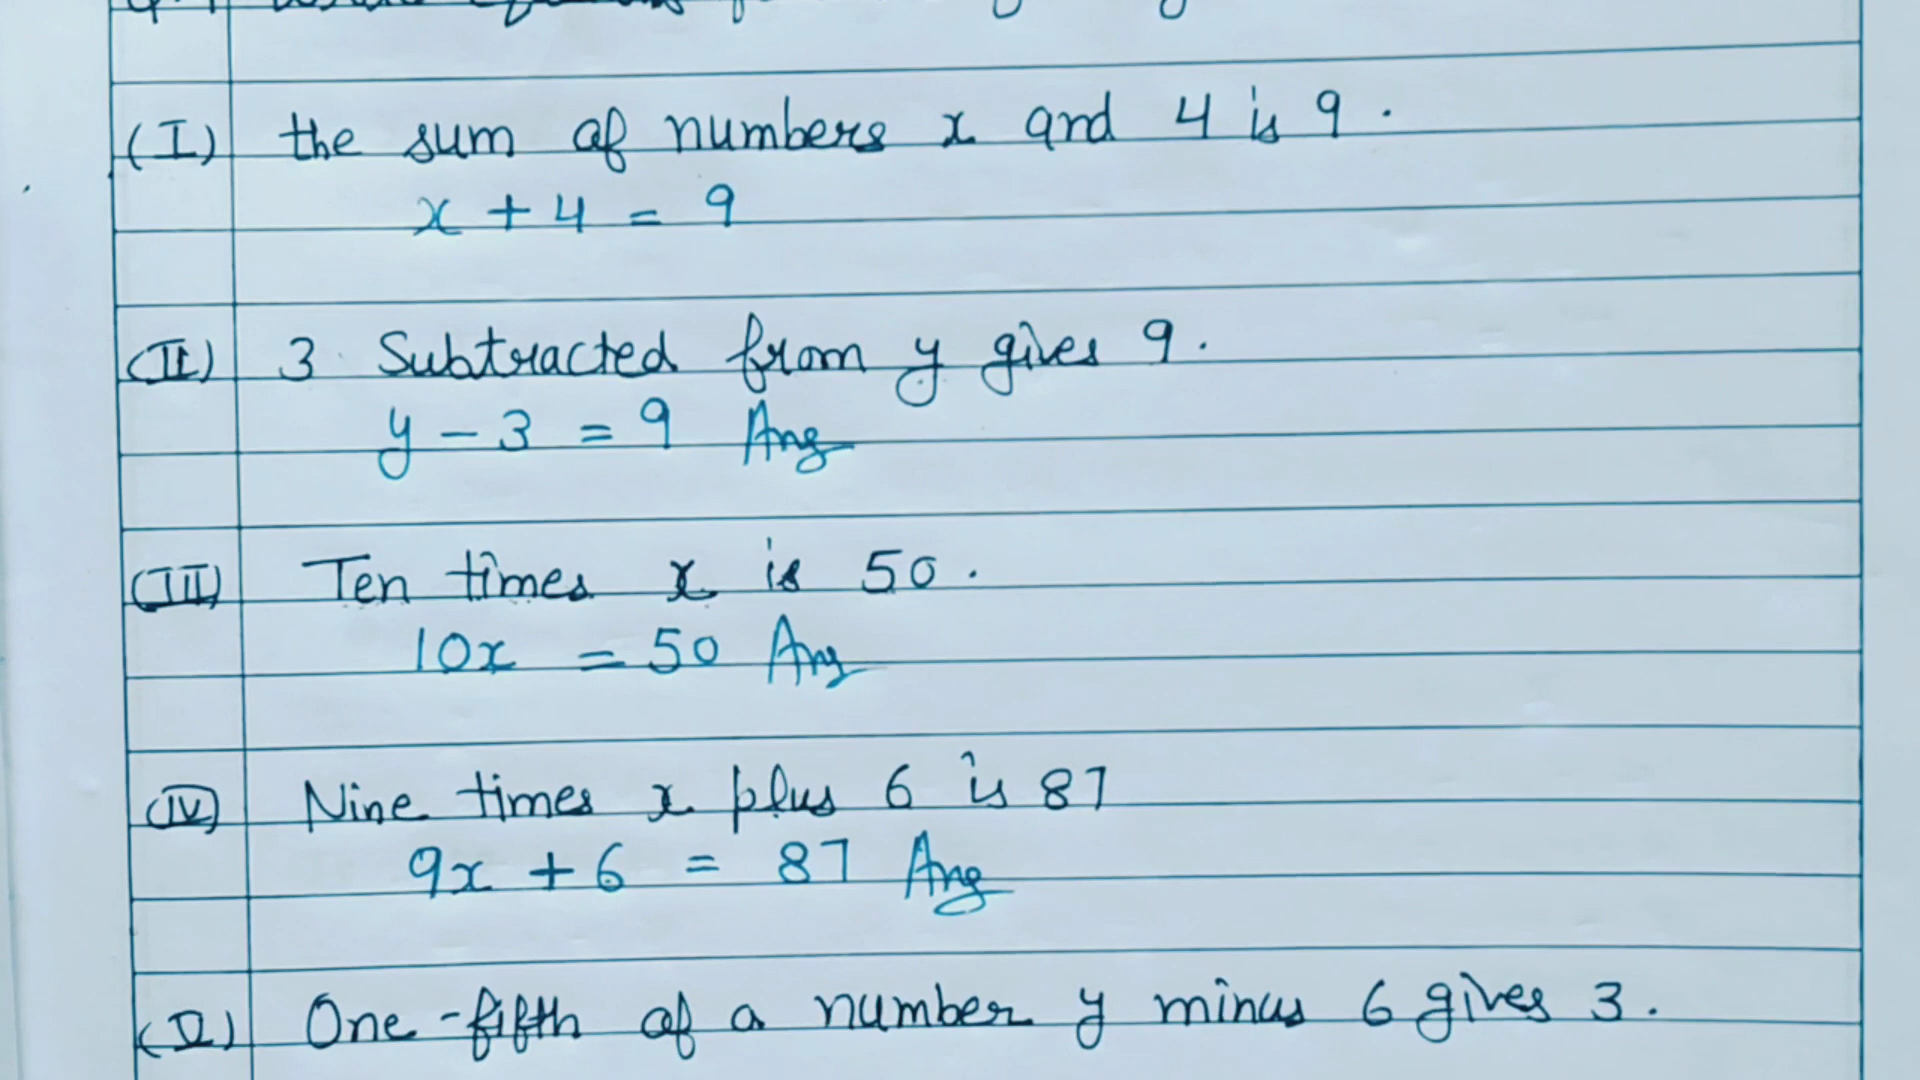 (I) the sum of numbers x and 4 is 9.
x + 4 = 9
(II) 3 Subtracted from y gives 9.
y - 3 = 9 Ans
(III) Ten times x is 50.
10x = 50 Ans
(IV) Nine times x plus 6 is 87
9x + 6 = 87 Ans
(V) One-fifth of a number y minus 6 gives 3.